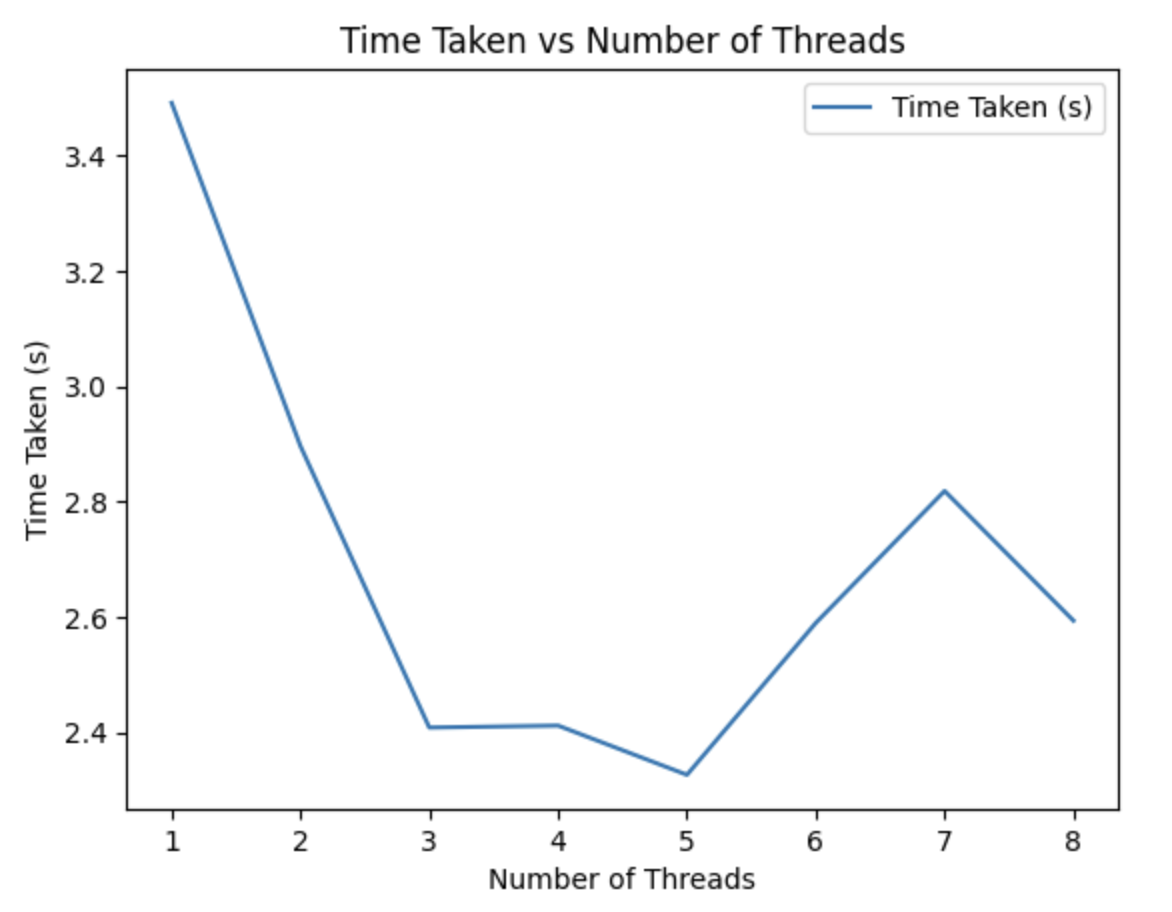 Time Taken vs Number of Threads
Time Taken (s)
3.4
3.2
3.0
2.8
2.6
2.4
Time Taken (s)
1 2 3 4 5 6 7 8
Number of Threads